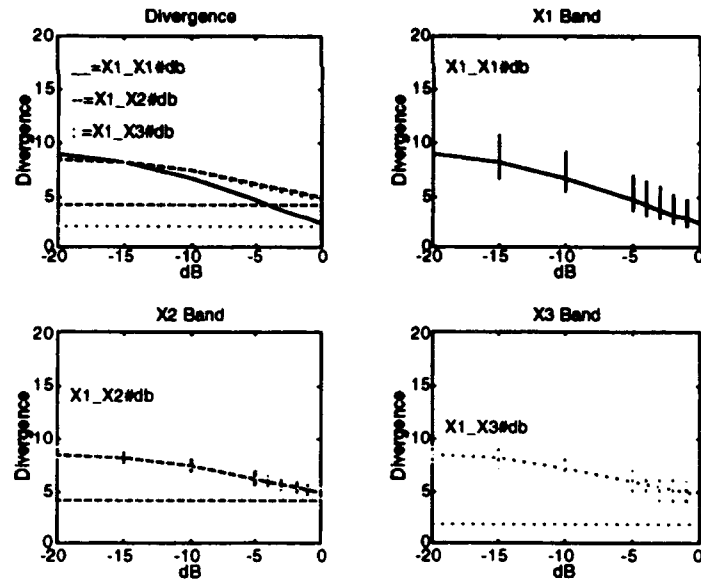 Divergence
20
15
10
5
0
Divergence
__=X1_X1#db
--=X1_X2#db
: =X1_X3#db
-20 -15 -10 -5 0
dB
X1 Band
20
15
10
5
0
Divergence
X1_X1#db
-20 -15 -10 -5 0
dB
X2 Band
20
15
10
5
0
Divergence
X1_X2#db
-20 -15 -10 -5 0
dB
X3 Band
20
15
10
5
0
Divergence
X1_X3#db
-20 -15 -10 -5 0
dB